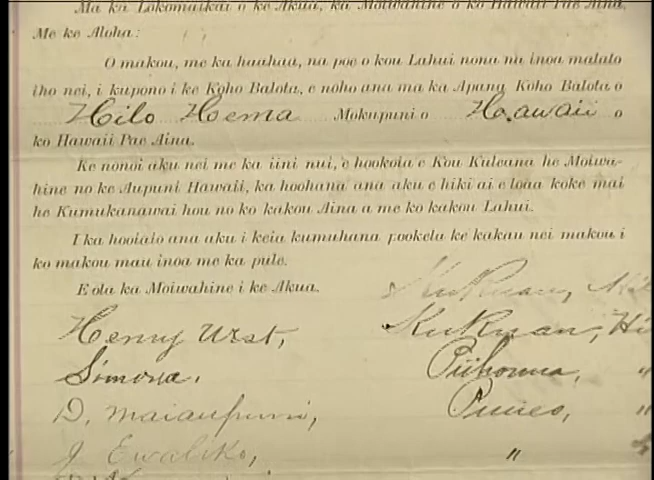 Ma ka Lokomaikai o ke Akua, ka Moiwahine o ko Hawaii Pae Aina,
Me ke Aloha:
O makou, me ka haahaa, na poe o kou Lahui nona na inoa malalo
iho nei, i kupono i ke Koho Balota, e noho ana ma ka Apana Koho Balota o
Hilo Hema Mokupuni o Hawaii o
ko Hawaii Pae Aina.
Ke nonoi aku nei me ka iini nui, e hookoia e Kou Kuleana he Moiwa-
hine no ke Aupuni Hawaii, ka hoohana ana aku e hiki ai e loaa koke mai
he Kumukanawai hou no ko kakou Aina a me ko kakou Lahui.
I ka hooiaio ana aku i keia kumuhana pookela ke kakau nei makou i
ko makou mau inoa me ka pule.
E ola ka Moiwahine i ke Akua.
Henry West,
Simona. Piihonua, "
D. Puueo, "
J Ewaliko, "